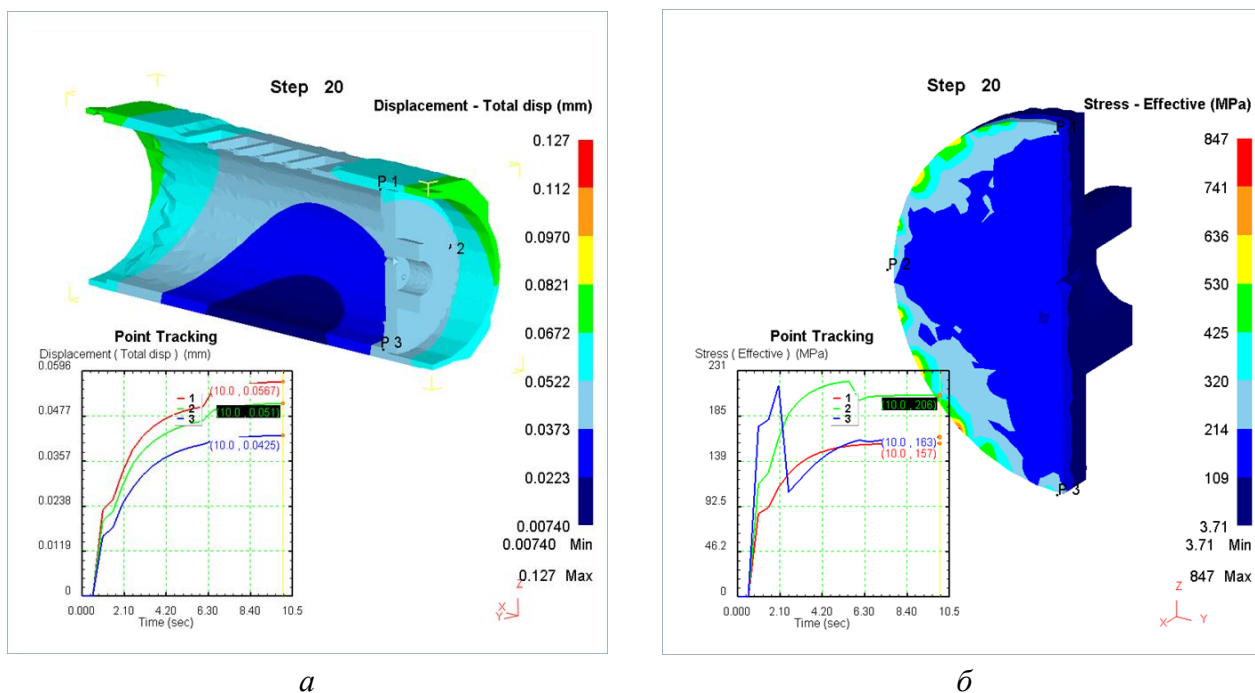 Step 20
Displacement - Total disp (mm)
0.127
0.112
0.0970
0.0821
0.0672
0.0522
0.0373
0.0223
0.00740
0.00740 Min
0.127 Max
P 1
2
P 3
Point Tracking
Displacement ( Total disp ) (mm)
0.0596
0.0477
0.0357
0.0238
0.0119
0
1
2
3
(10.0 , 0.0567)
(10.0 , 0.051)
(10.0 , 0.0425)
0.000 2.10 4.20 6.30 8.40 10.5
Time (sec)
X Y Z
а
Step 20
Stress - Effective (MPa)
847
741
636
530
425
320
214
109
3.71
3.71 Min
847 Max
P 2
P 3
Point Tracking
Stress ( Effective ) (MPa)
231
185
139
92.5
46.2
0
1
2
3
(10.0 , 206)
(10.0 , 163)
(10.0 , 157)
0.000 2.10 4.20 6.30 8.40 10.5
Time (sec)
Z
X Y
б